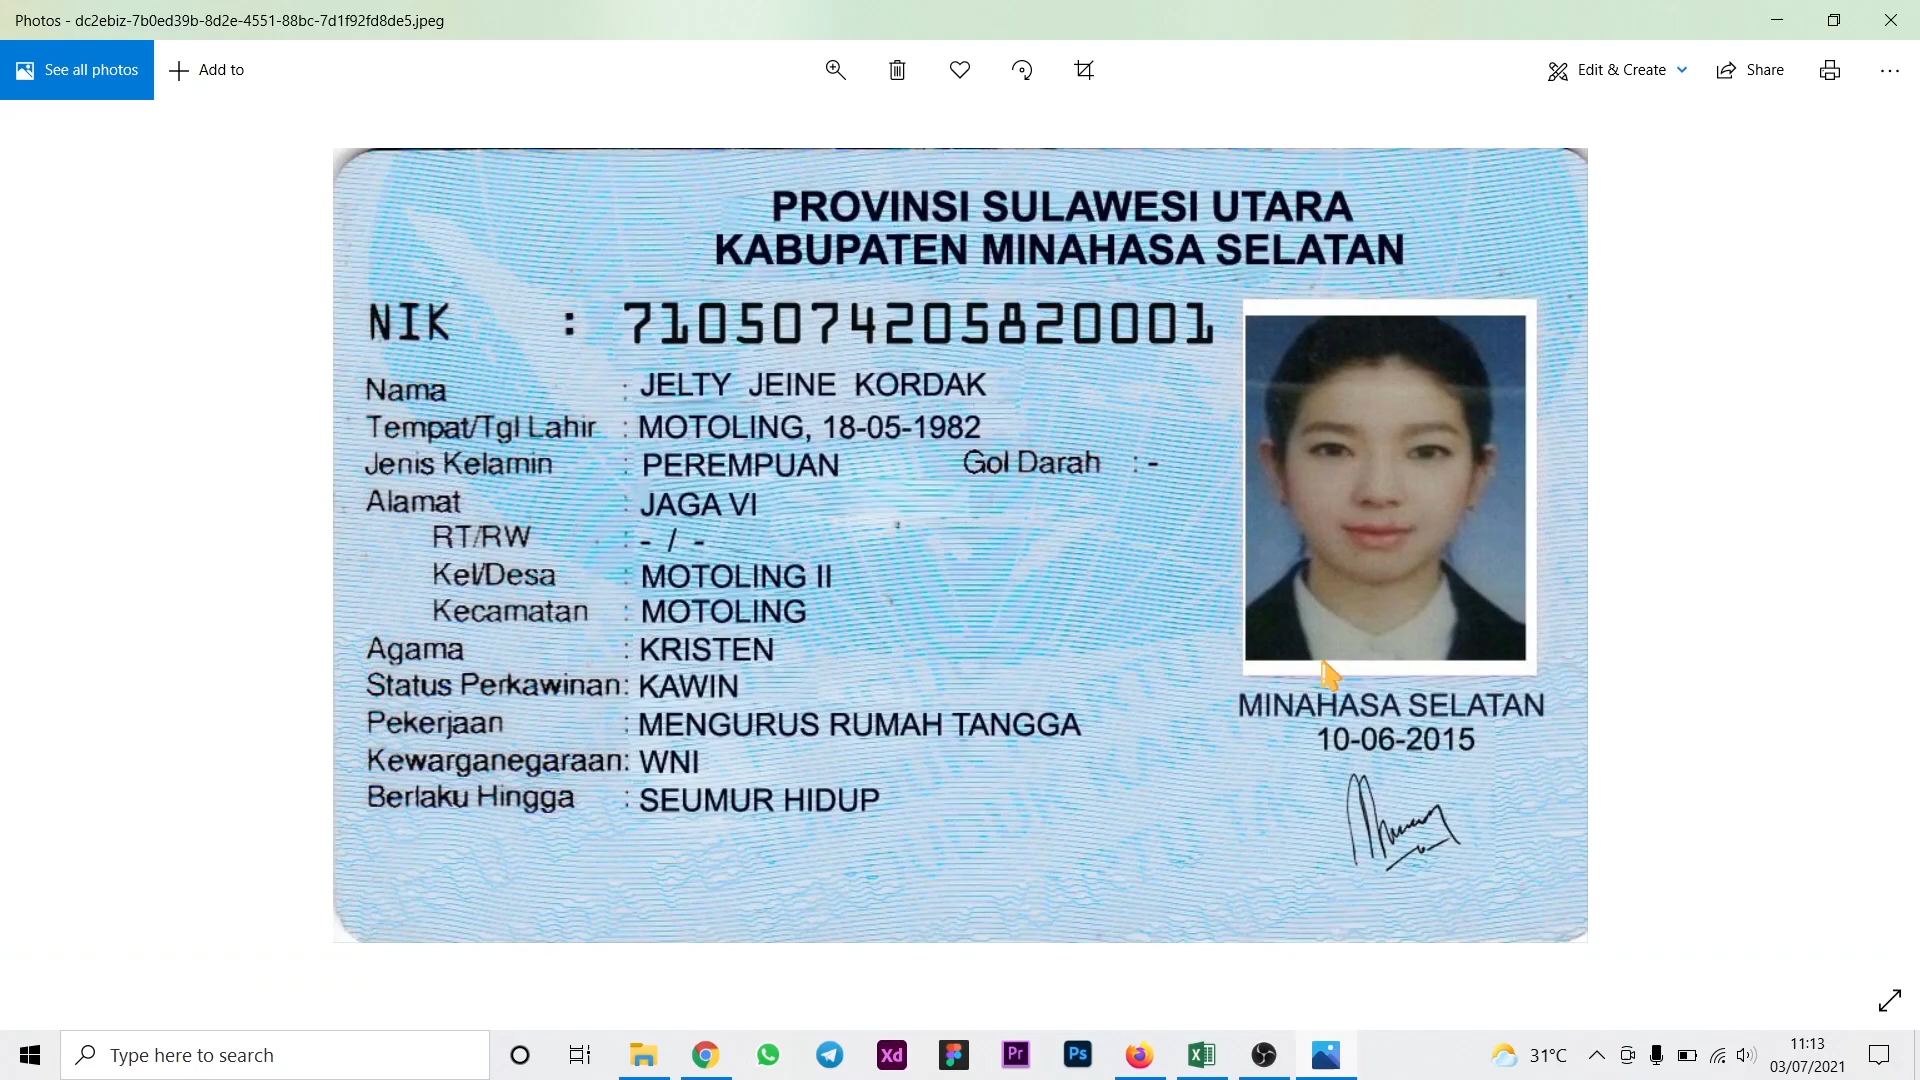 Photos - dc2ebiz-7b0ed39b-8d2e-4551-88bc-7d1f92fd8de5.jpeg
See all photos
Add to
Edit & Create
Share
PROVINSI SULAWESI UTARA
KABUPATEN MINAHASA SELATAN
NIK : 7105074205820001
Nama : JELTY JEINE KORDAK
Tempat/Tgl Lahir : MOTOLING, 18-05-1982
Jenis Kelamin : PEREMPUAN Gol Darah : -
Alamat : JAGA VI
RT/RW : - / -
Kel/Desa : MOTOLING II
Kecamatan : MOTOLING
Agama : KRISTEN
Status Perkawinan: KAWIN
Pekerjaan : MENGURUS RUMAH TANGGA
Kewarganegaraan: WNI
Berlaku Hingga : SEUMUR HIDUP
MINAHASA SELATAN
10-06-2015
Type here to search
Xd
Pr
Ps
31°C
11:13
03/07/2021